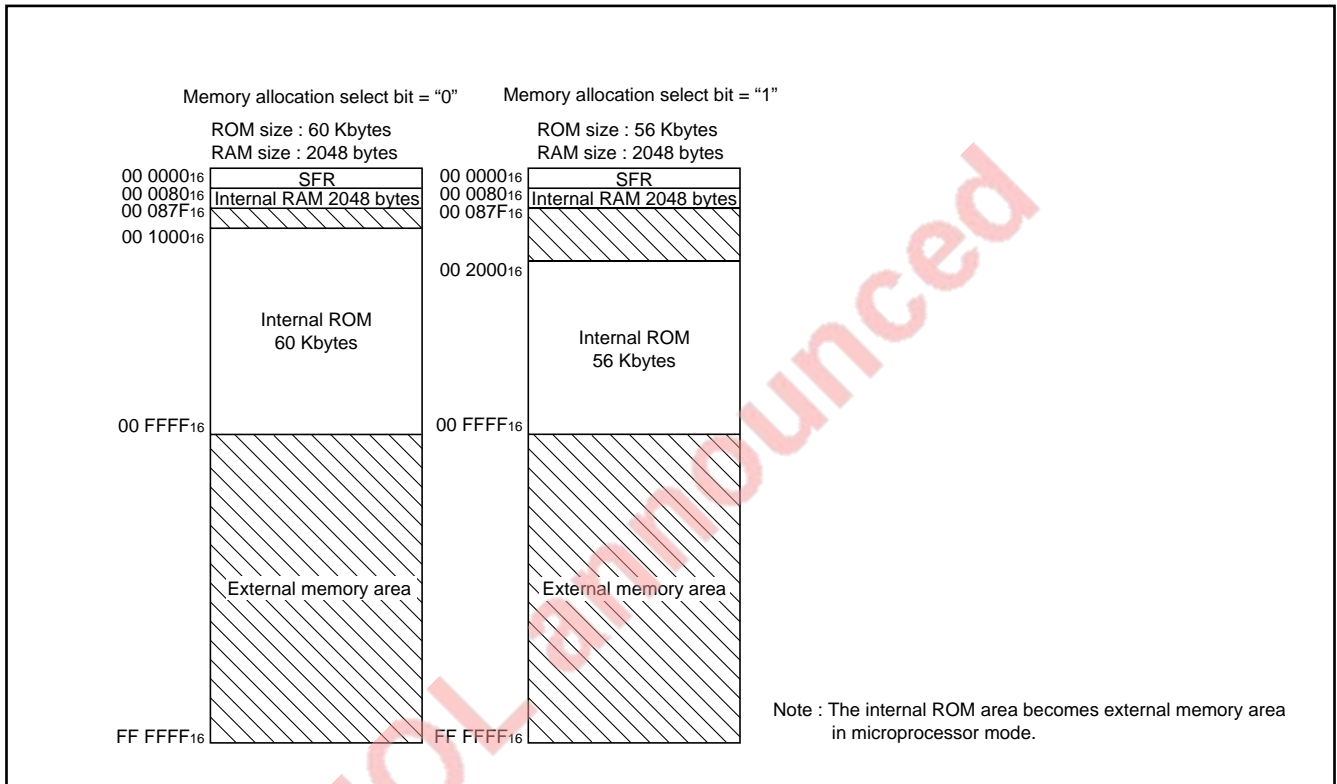 Memory allocation select bit = “0”
ROM size : 60 Kbytes
RAM size : 2048 bytes
00 0000₁₆
SFR
00 0080₁₆
Internal RAM 2048 bytes
00 087F₁₆
00 1000₁₆
Internal ROM
60 Kbytes
00 FFFF₁₆
External memory area
FF FFFF₁₆
Memory allocation select bit = “1”
ROM size : 56 Kbytes
RAM size : 2048 bytes
00 0000₁₆
SFR
00 0080₁₆
Internal RAM 2048 bytes
00 087F₁₆
00 2000₁₆
Internal ROM
56 Kbytes
00 FFFF₁₆
External memory area
FF FFFF₁₆
Note : The internal ROM area becomes external memory area
in microprocessor mode.
OL announced